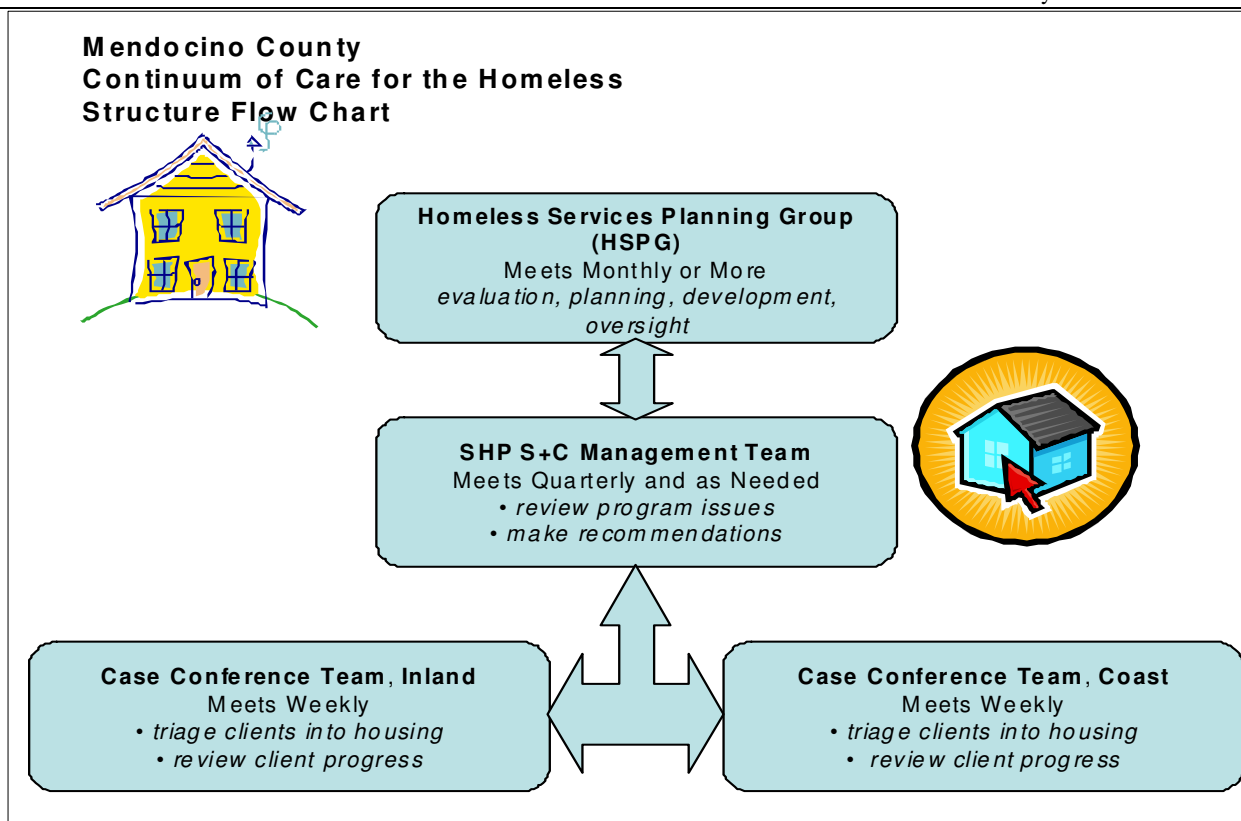 Mendocino County
Continuum of Care for the Homeless
Structure Flow Chart
Homeless Services Planning Group
(HSPG)
Meets Monthly or More
evaluation, planning, development,
oversight
SHP S+C Management Team
Meets Quarterly and as Needed
• review program issues
• make recommendations
Case Conference Team, Inland
Meets Weekly
• triage clients into housing
• review client progress
Case Conference Team, Coast
Meets Weekly
• triage clients into housing
• review client progress